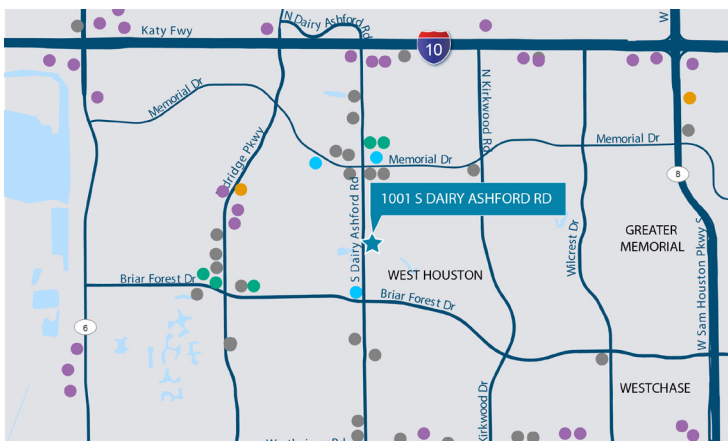 N Dairy Ashford Rd
W
Katy Fwy
10
N Kirkwood Rd
Memorial Dr
Memorial Dr
Memorial Dr
8
1001 S DAIRY ASHFORD RD
S Dairy Ashford Rd
Wilcrest Dr
GREATER
MEMORIAL
W Sam Houston Pkwy S
WEST HOUSTON
Briar Forest Dr
Briar Forest Dr
6
WESTCHASE
Kirkwood Dr